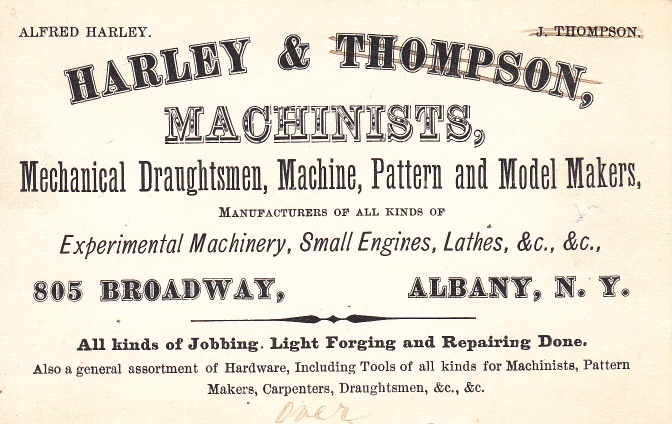 ALFRED HARLEY. J. THOMPSON.
HARLEY & THOMPSON,
MACHINISTS,
Mechanical Draughtsmen, Machine, Pattern and Model Makers,
MANUFACTURERS OF ALL KINDS OF
Experimental Machinery, Small Engines, Lathes, &c., &c.,
805 BROADWAY, ALBANY, N. Y.
All kinds of Jobbing. Light Forging and Repairing Done.
Also a general assortment of Hardware, Including Tools of all kinds for Machinists, Pattern
Makers, Carpenters, Draughtsmen, &c., &c.
over